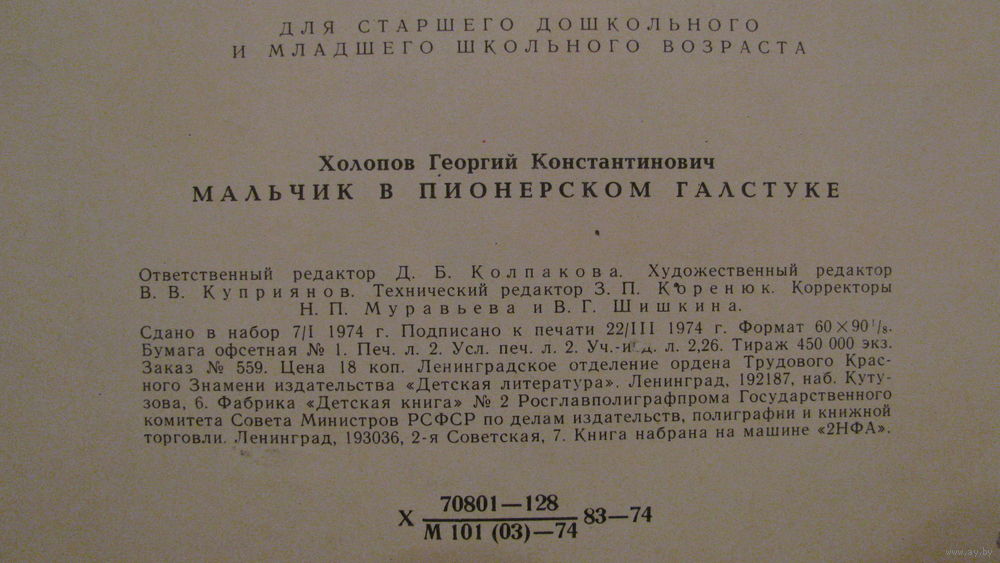 ДЛЯ СТАРШЕГО ДОШКОЛЬНОГО
И МЛАДШЕГО ШКОЛЬНОГО ВОЗРАСТА
Холопов Георгий Константинович
МАЛЬЧИК В ПИОНЕРСКОМ ГАЛСТУКЕ
Ответственный редактор Д. Б. Колпакова. Художественный редактор
В. В. Куприянов. Технический редактор З. П. Коренюк. Корректоры
Н. П. Муравьева и В. Г. Шишкина.
Сдано в набор 7/I 1974 г. Подписано к печати 22/III 1974 г. Формат 60×90 1/8.
Бумага офсетная № 1. Печ. л. 2. Усл. печ. л. 2. Уч.-изд. л. 2,26. Тираж 450 000 экз.
Заказ № 559. Цена 18 коп. Ленинградское отделение ордена Трудового Крас-
ного Знамени издательства «Детская литература». Ленинград, 192187, наб. Куту-
зова, 6. Фабрика «Детская книга» № 2 Росглавполиграфпрома Государственного
комитета Совета Министров РСФСР по делам издательств, полиграфии и книжной
торговли. Ленинград, 193036, 2-я Советская, 7. Книга набрана на машине «2НФА».
70801—128
Х 83—74
М 101 (03)—74
www.ay.by